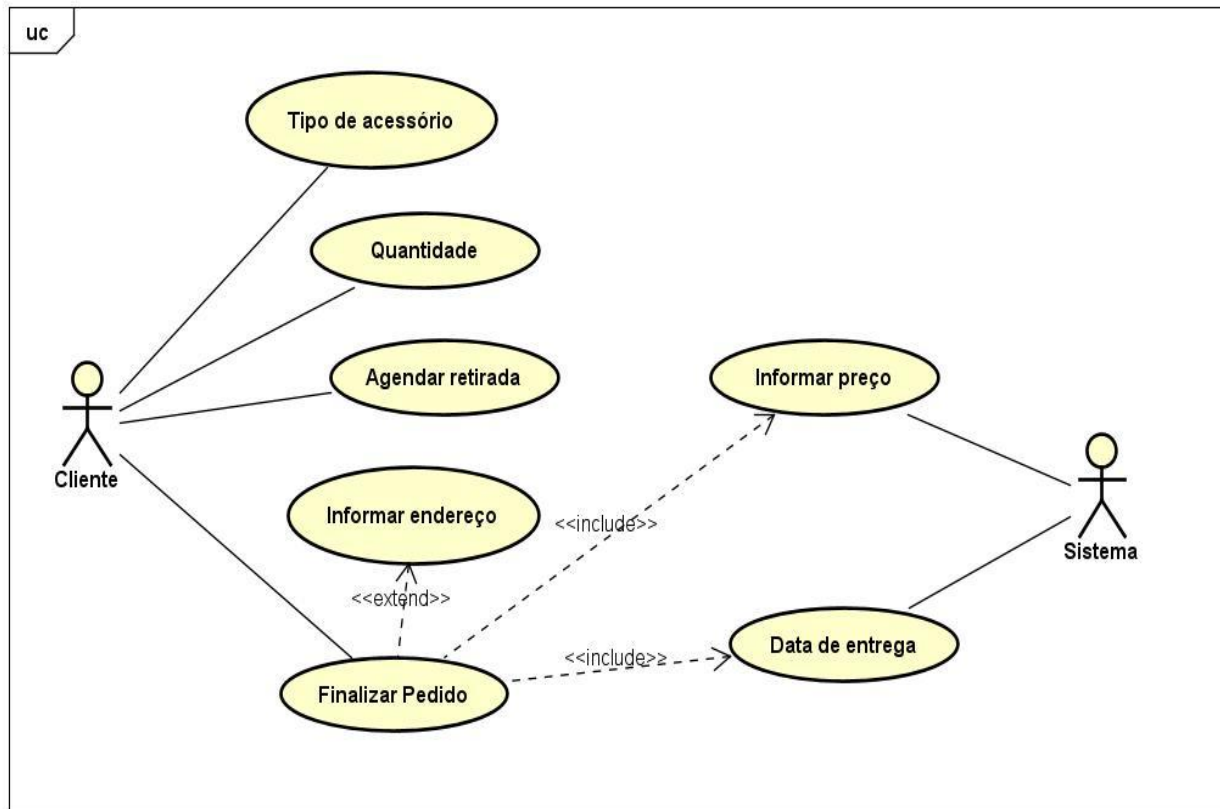 uc
Tipo de acessório
Quantidade
Agendar retirada
Informar preço
Cliente
Informar endereço
<<include>>
Sistema
<<extend>>
Data de entrega
<<include>>
Finalizar Pedido